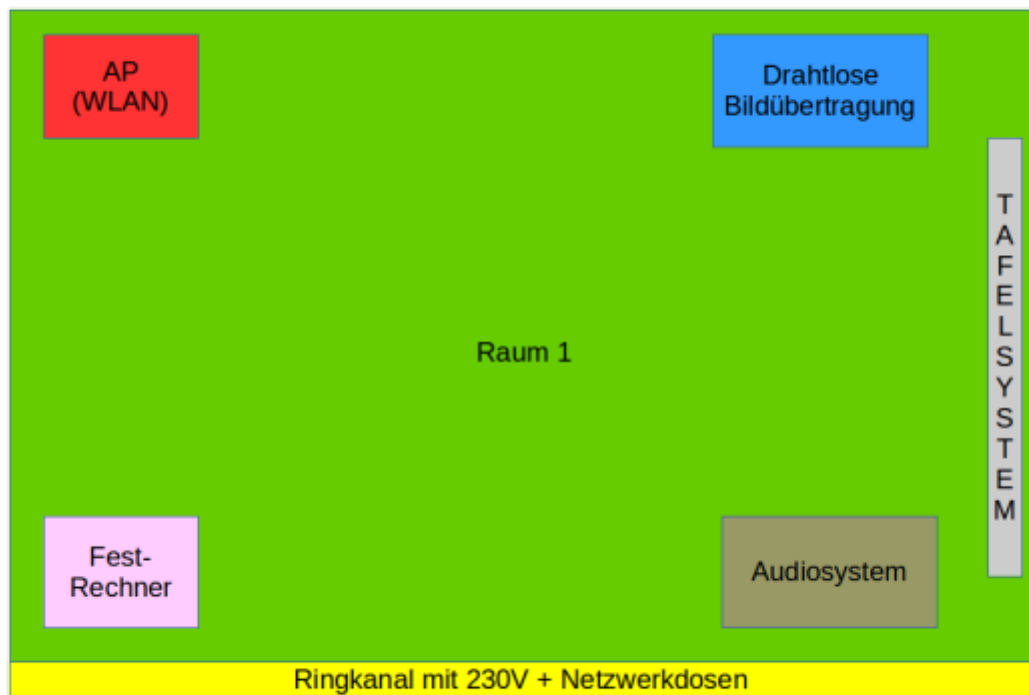 AP
(WLAN)
Drahtlose
Bildübertragung
T
A
F
E
L
S
Y
S
T
E
M
Raum 1
Fest-
Rechner
Audiosystem
Ringkanal mit 230V + Netzwerkdosen